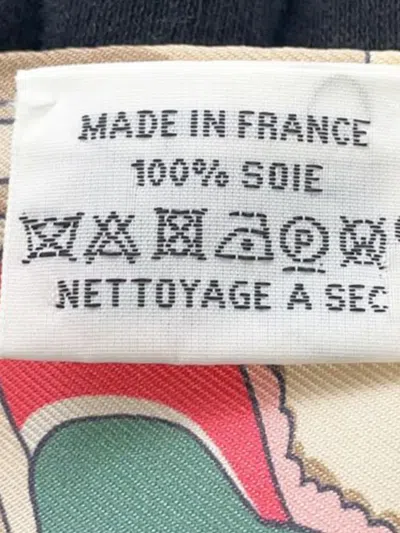 MADE IN FRANCE
100% SOIE
P
NETTOYAGE A SEC